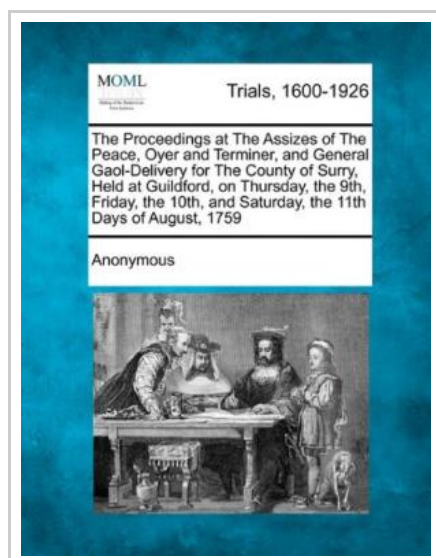 MOML
Trials, 1600-1926
The Proceedings at The Assizes of The
Peace, Oyer and Terminer, and General
Gaol-Delivery for The County of Surry,
Held at Guildford, on Thursday, the 9th,
Friday, the 10th, and Saturday, the 11th
Days of August, 1759
Anonymous